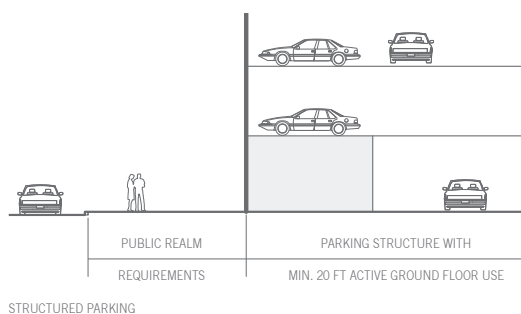 PUBLIC REALM
PARKING STRUCTURE WITH
REQUIREMENTS
MIN. 20 FT ACTIVE GROUND FLOOR USE
STRUCTURED PARKING